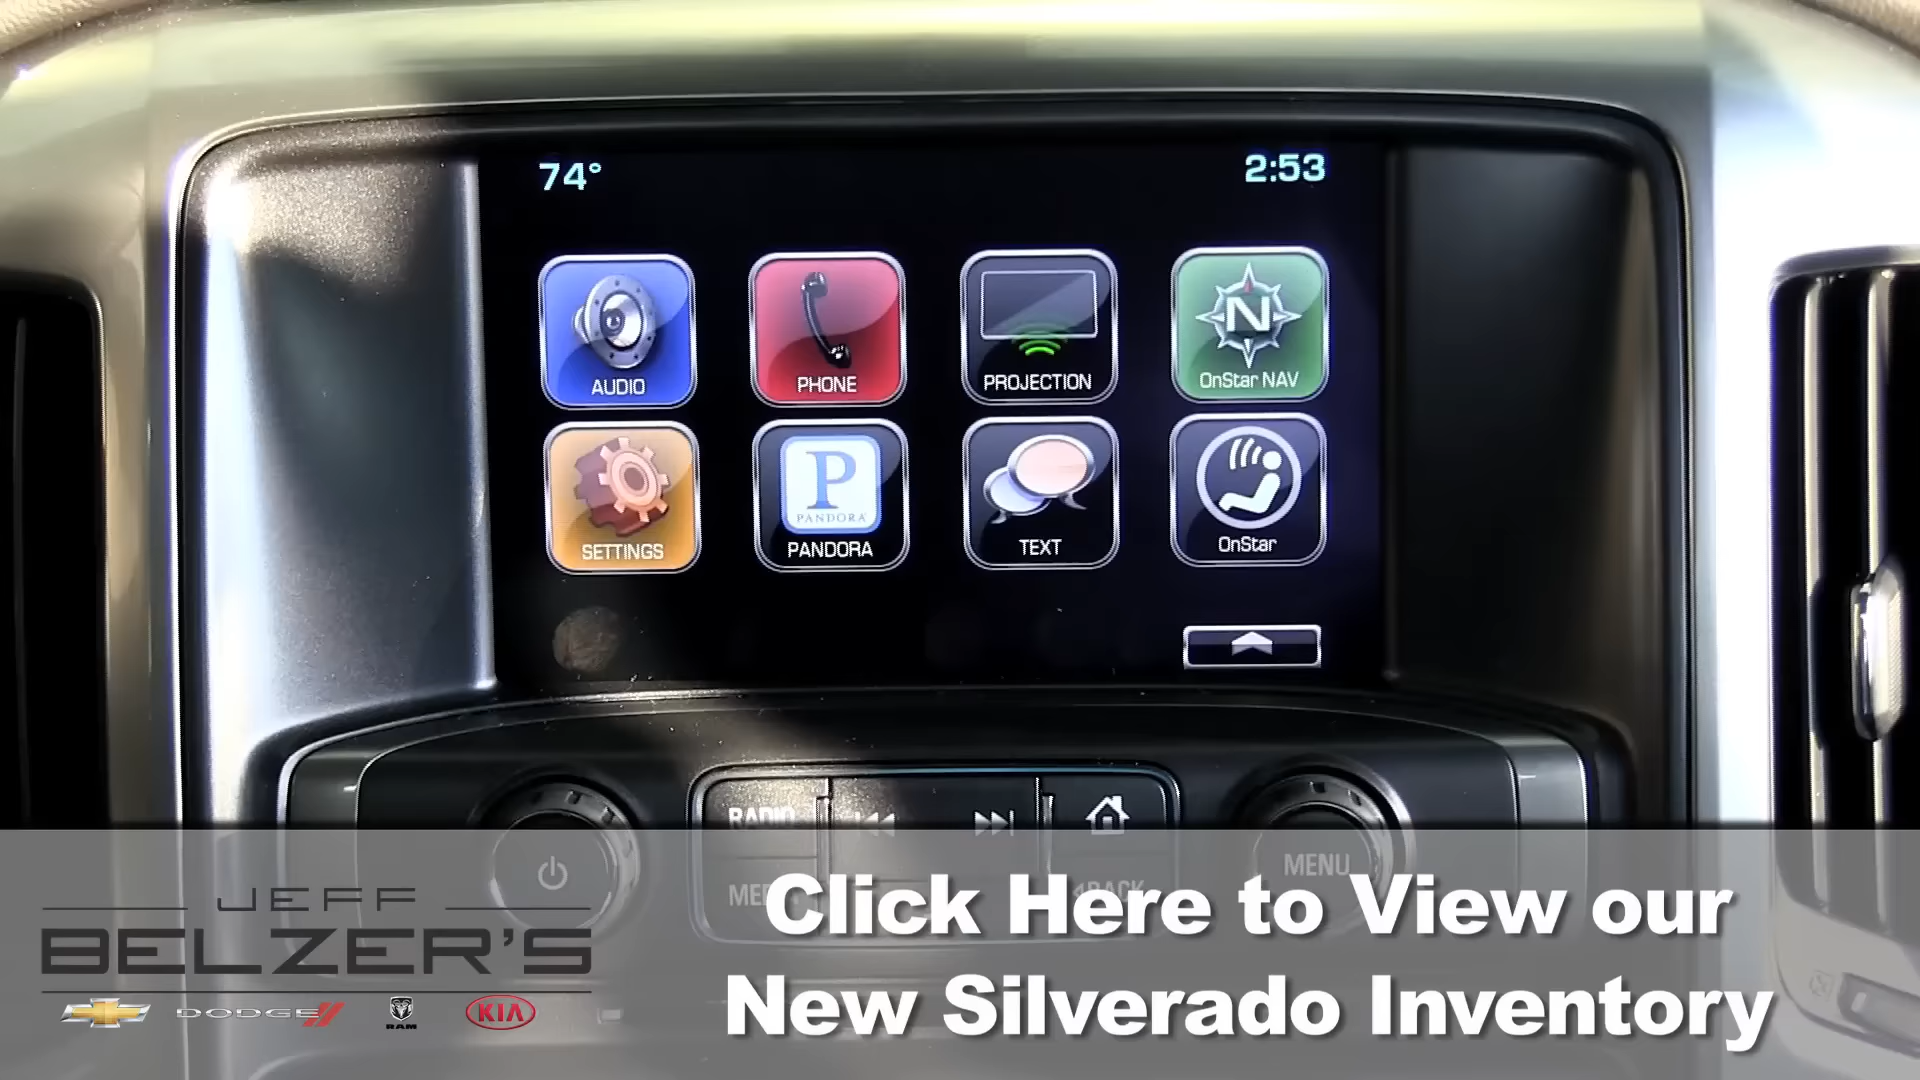 74°
2:53
AUDIO
PHONE
PROJECTION
N
OnStar NAV
SETTINGS
P
PANDORA
PANDORA
TEXT
OnStar
RADIO
MENU
BACK
JEFF
BELZER'S
DODGE
RAM
KIA
Click Here to View our
New Silverado Inventory